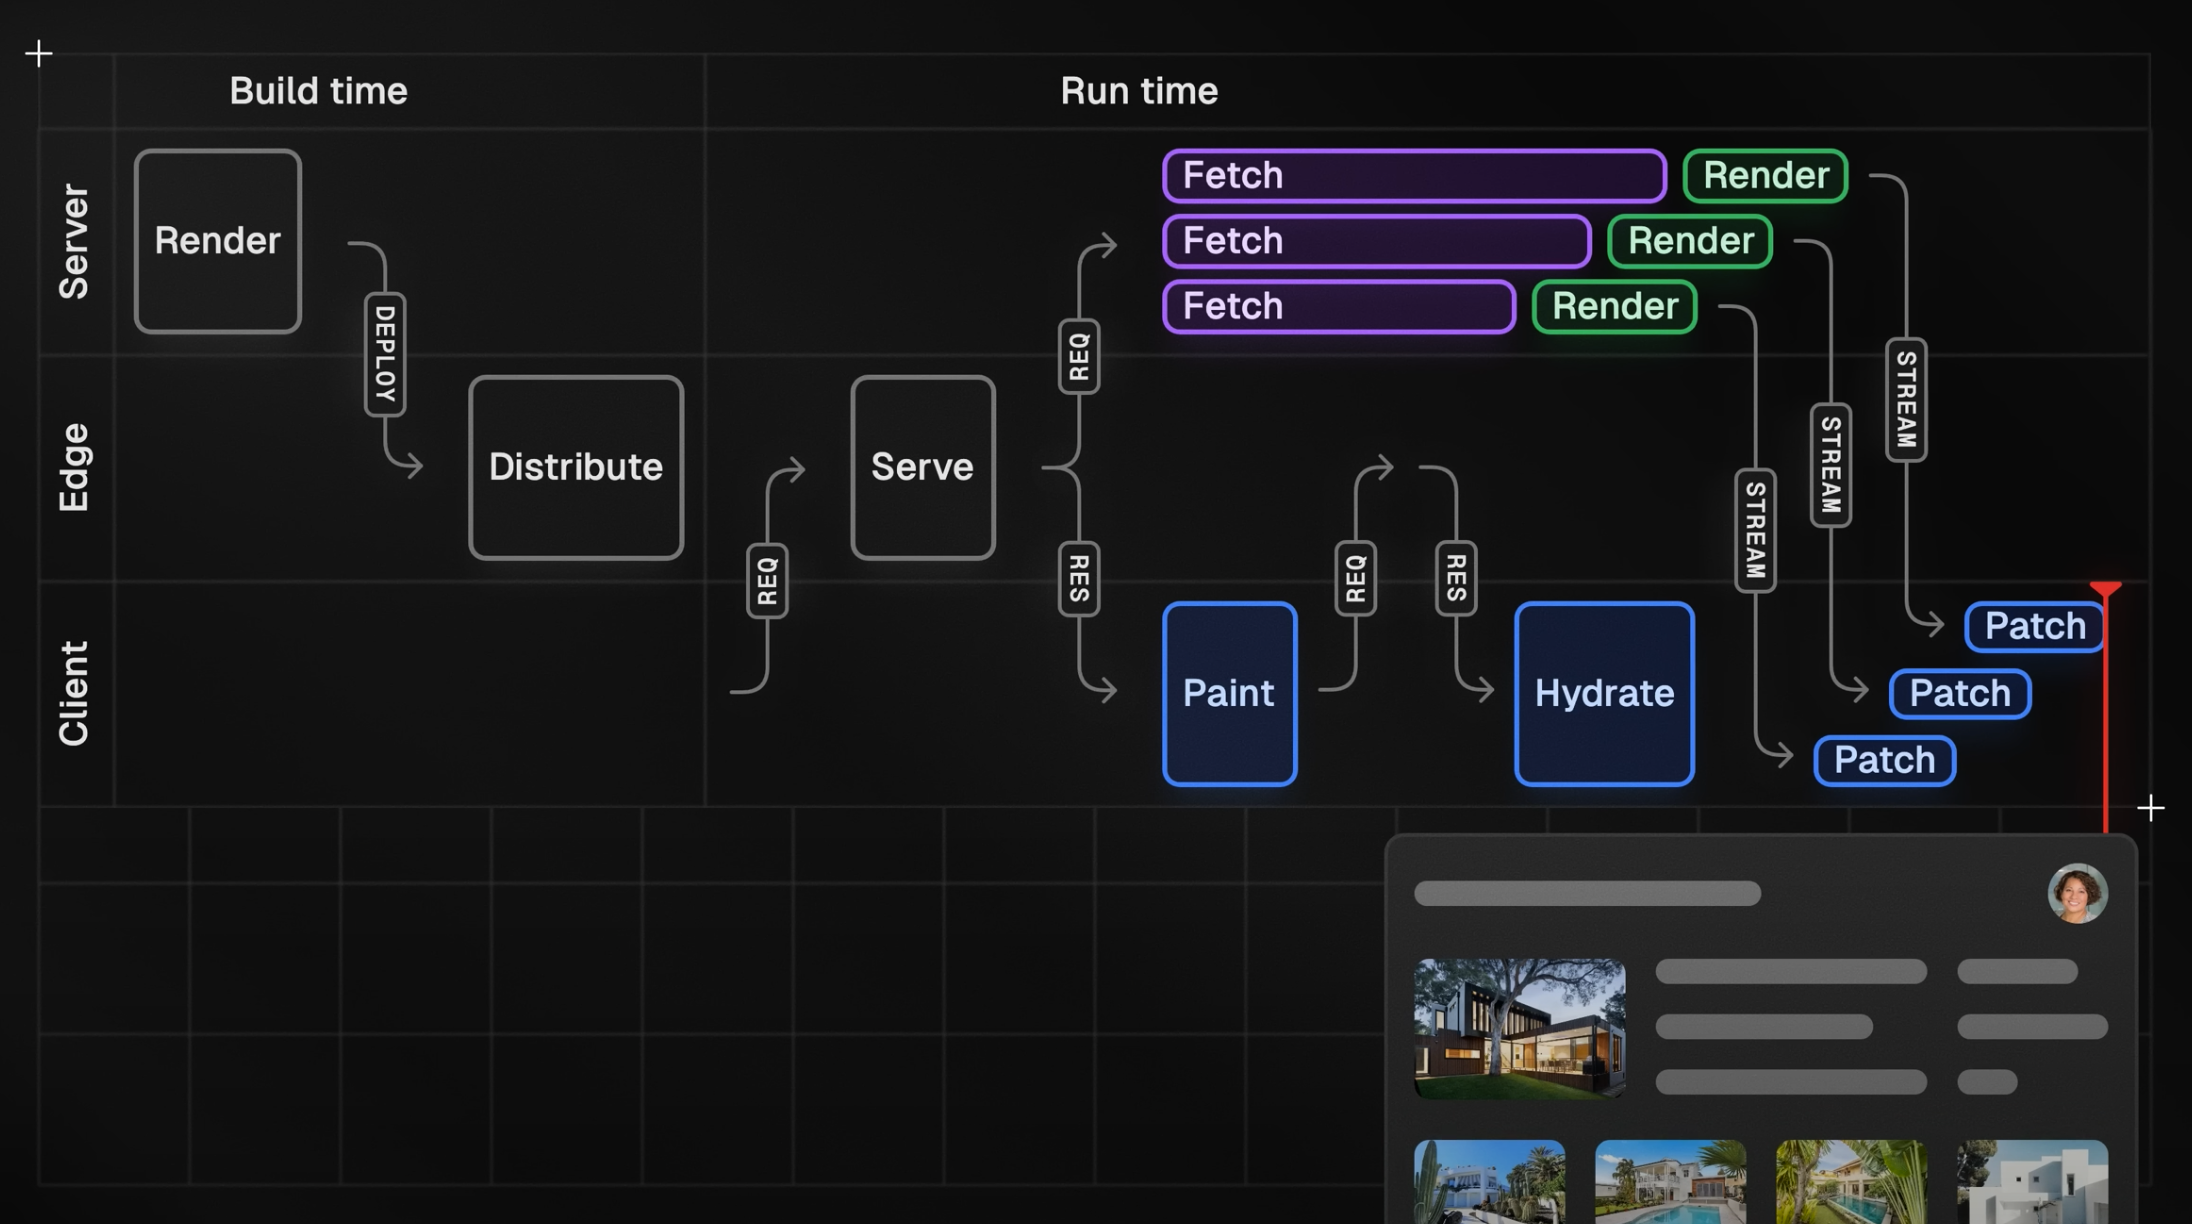 Build time
Run time
Server
Render
DEPLOY
REQ
Fetch
Render
Fetch
Render
Fetch
Render
STREAM
STREAM
STREAM
Edge
Distribute
REQ
Serve
RES
REQ
RES
Client
Paint
Hydrate
Patch
Patch
Patch